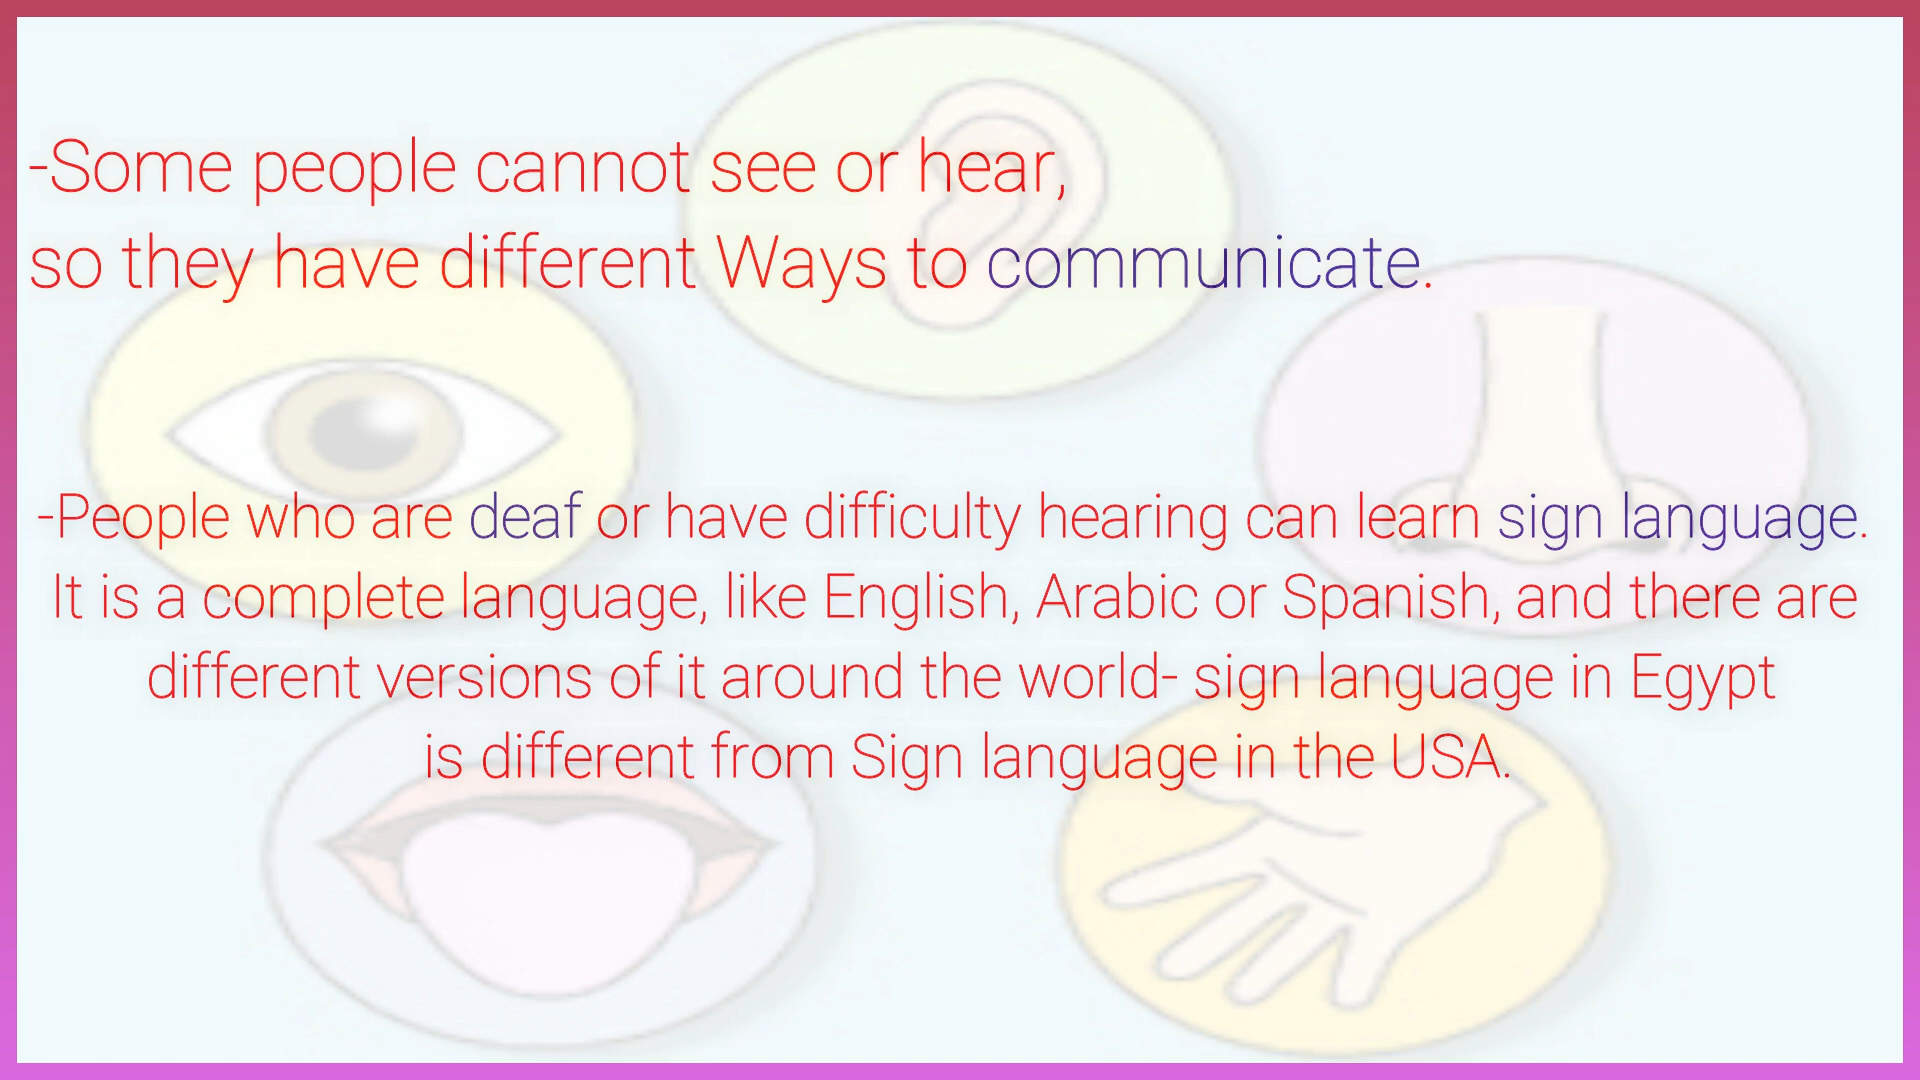 -Some people cannot see or hear,
so they have different Ways to communicate.
-People who are deaf or have difficulty hearing can learn sign language.
It is a complete language, like English, Arabic or Spanish, and there are
different versions of it around the world- sign language in Egypt
is different from Sign language in the USA.